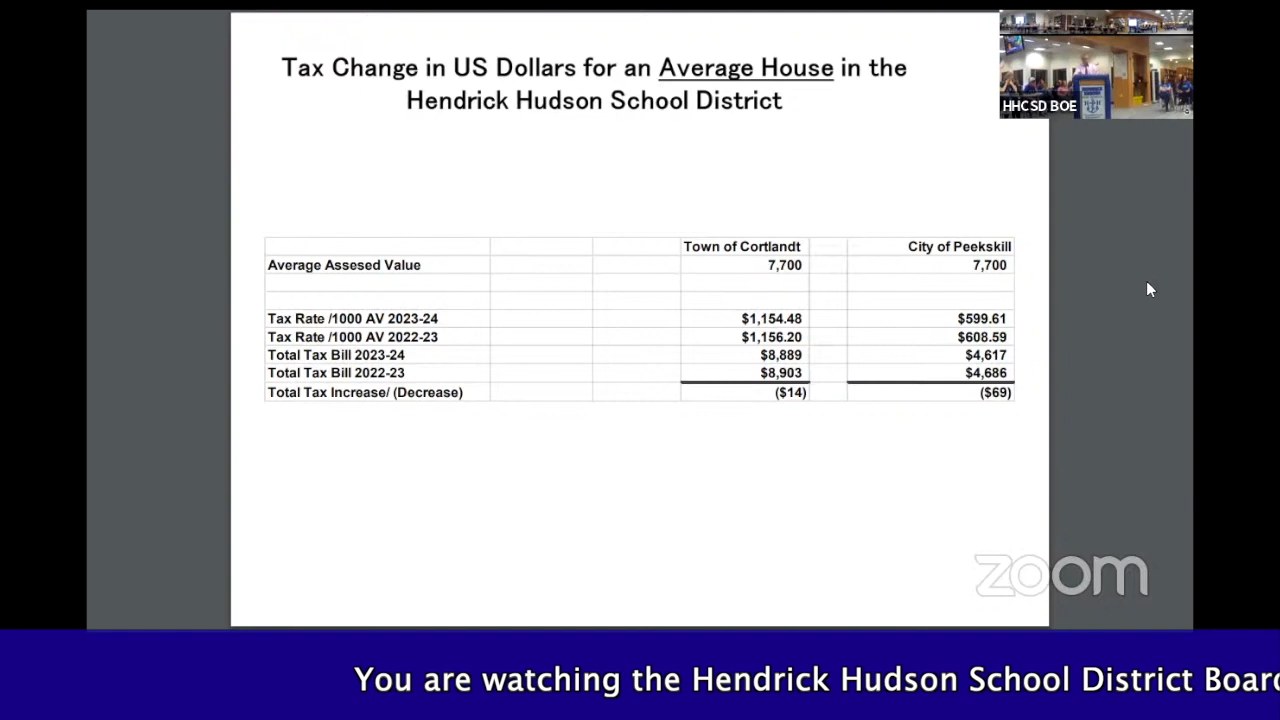 Tax Change in US Dollars for an Average House in the
Hendrick Hudson School District
HHCSD BOE
Town of Cortlandt City of Peekskill
Average Assesed Value 7,700 7,700
Tax Rate /1000 AV 2023-24 $1,154.48 $599.61
Tax Rate /1000 AV 2022-23 $1,156.20 $608.59
Total Tax Bill 2023-24 $8,889 $4,617
Total Tax Bill 2022-23 $8,903 $4,686
Total Tax Increase/ (Decrease) ($14) ($69)
zoom
You are watching the Hendrick Hudson School District Board